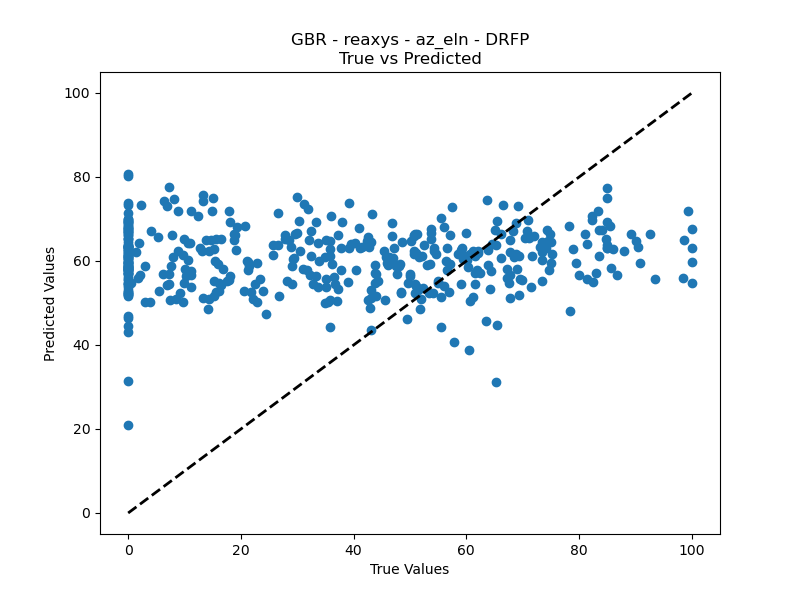 GBR - reaxys - az_eln - DRFP
True vs Predicted
100
80
60
40
20
0
Predicted Values
0 20 40 60 80 100
True Values